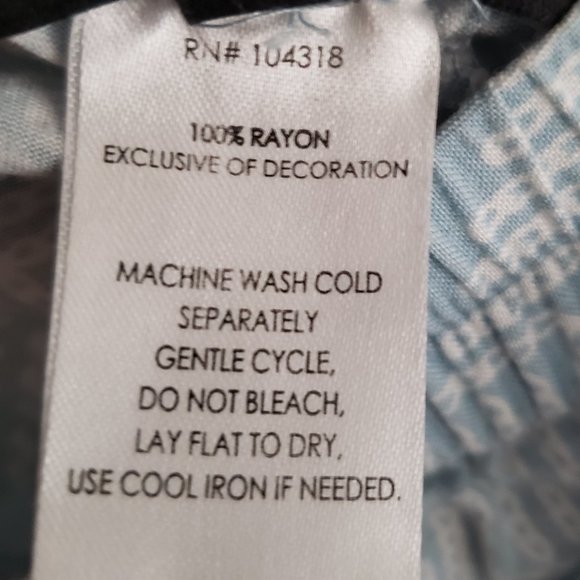 RN# 104318
100% RAYON
EXCLUSIVE OF DECORATION
MACHINE WASH COLD
SEPARATELY
GENTLE CYCLE,
DO NOT BLEACH,
LAY FLAT TO DRY,
USE COOL IRON IF NEEDED.